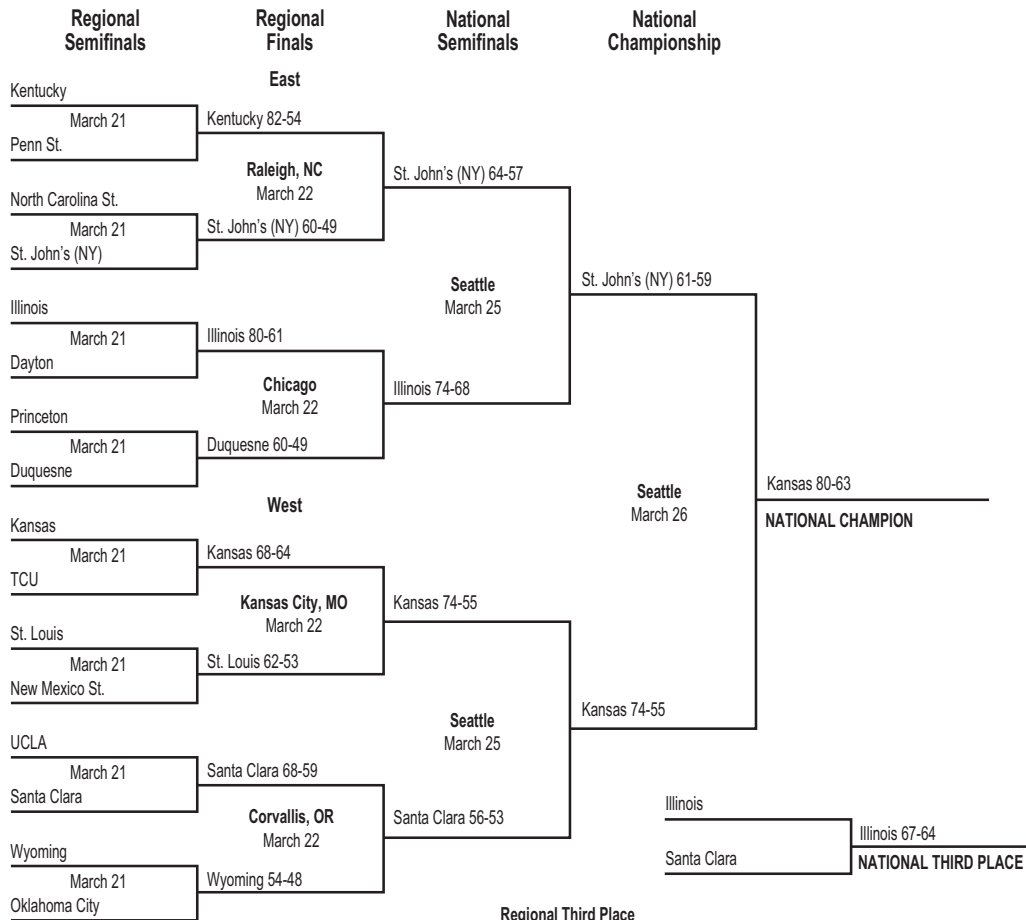 Regional
Semifinals
Regional
Finals
National
Semifinals
National
Championship
East
Kentucky
March 21
Penn St.
Kentucky 82-54
Raleigh, NC
March 22
North Carolina St.
March 21
St. John's (NY)
St. John's (NY) 60-49
St. John's (NY) 64-57
Illinois
March 21
Dayton
Illinois 80-61
Chicago
March 22
Princeton
March 21
Duquesne
Duquesne 60-49
Illinois 74-68
Seattle
March 25
St. John's (NY) 61-59
West
Kansas
March 21
TCU
Kansas 68-64
Kansas City, MO
March 22
St. Louis
March 21
New Mexico St.
St. Louis 62-53
Kansas 74-55
UCLA
March 21
Santa Clara
Santa Clara 68-59
Corvallis, OR
March 22
Wyoming
March 21
Oklahoma City
Wyoming 54-48
Santa Clara 56-53
Seattle
March 25
Kansas 74-55
Seattle
March 26
Kansas 80-63
NATIONAL CHAMPION
Illinois
Santa Clara
Illinois 67-64
NATIONAL THIRD PLACE
Regional Third Place